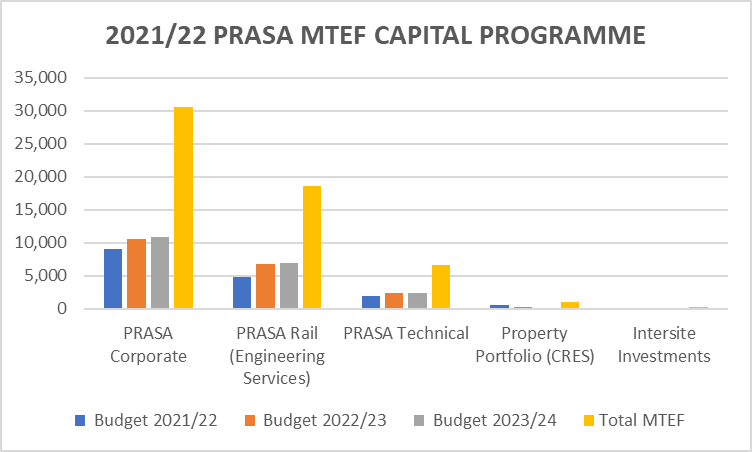 2021/22 PRASA MTEF CAPITAL PROGRAMME
35,000
30,000
25,000
20,000
15,000
10,000
5,000
0
PRASA
Corporate
PRASA Rail
(Engineering
Services)
PRASA Technical
Property
Portfolio (CRES)
Intersite
Investments
Budget 2021/22
Budget 2022/23
Budget 2023/24
Total MTEF